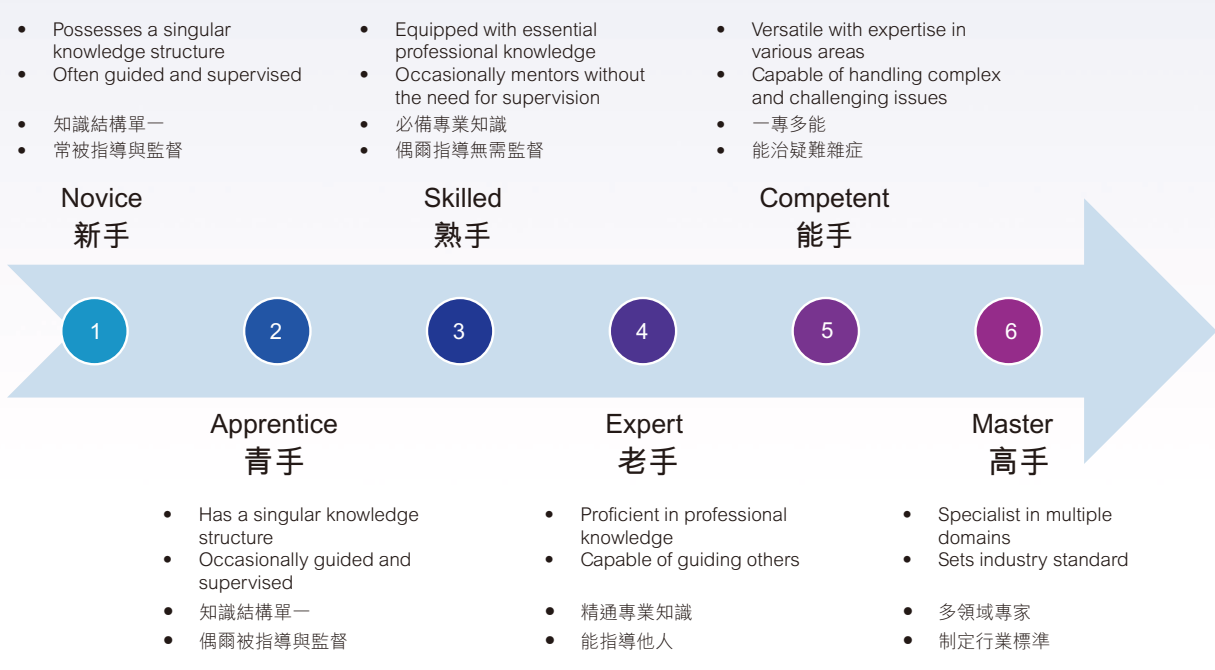 • Possesses a singular
knowledge structure
• Often guided and supervised
• 知識結構單一
• 常被指導與監督
Novice
新手
• Equipped with essential
professional knowledge
• Occasionally mentors without
the need for supervision
• 必備專業知識
• 偶爾指導無需監督
Skilled
熟手
• Versatile with expertise in
various areas
• Capable of handling complex
and challenging issues
• 一專多能
• 能治疑難雜症
Competent
能手
1
2
3
4
5
6
Apprentice
青手
• Has a singular knowledge
structure
• Occasionally guided and
supervised
• 知識結構單一
• 偶爾被指導與監督
Expert
老手
• Proficient in professional
knowledge
• Capable of guiding others
• 精通專業知識
• 能指導他人
Master
高手
• Specialist in multiple
domains
• Sets industry standard
• 多領域專家
• 制定行業標準